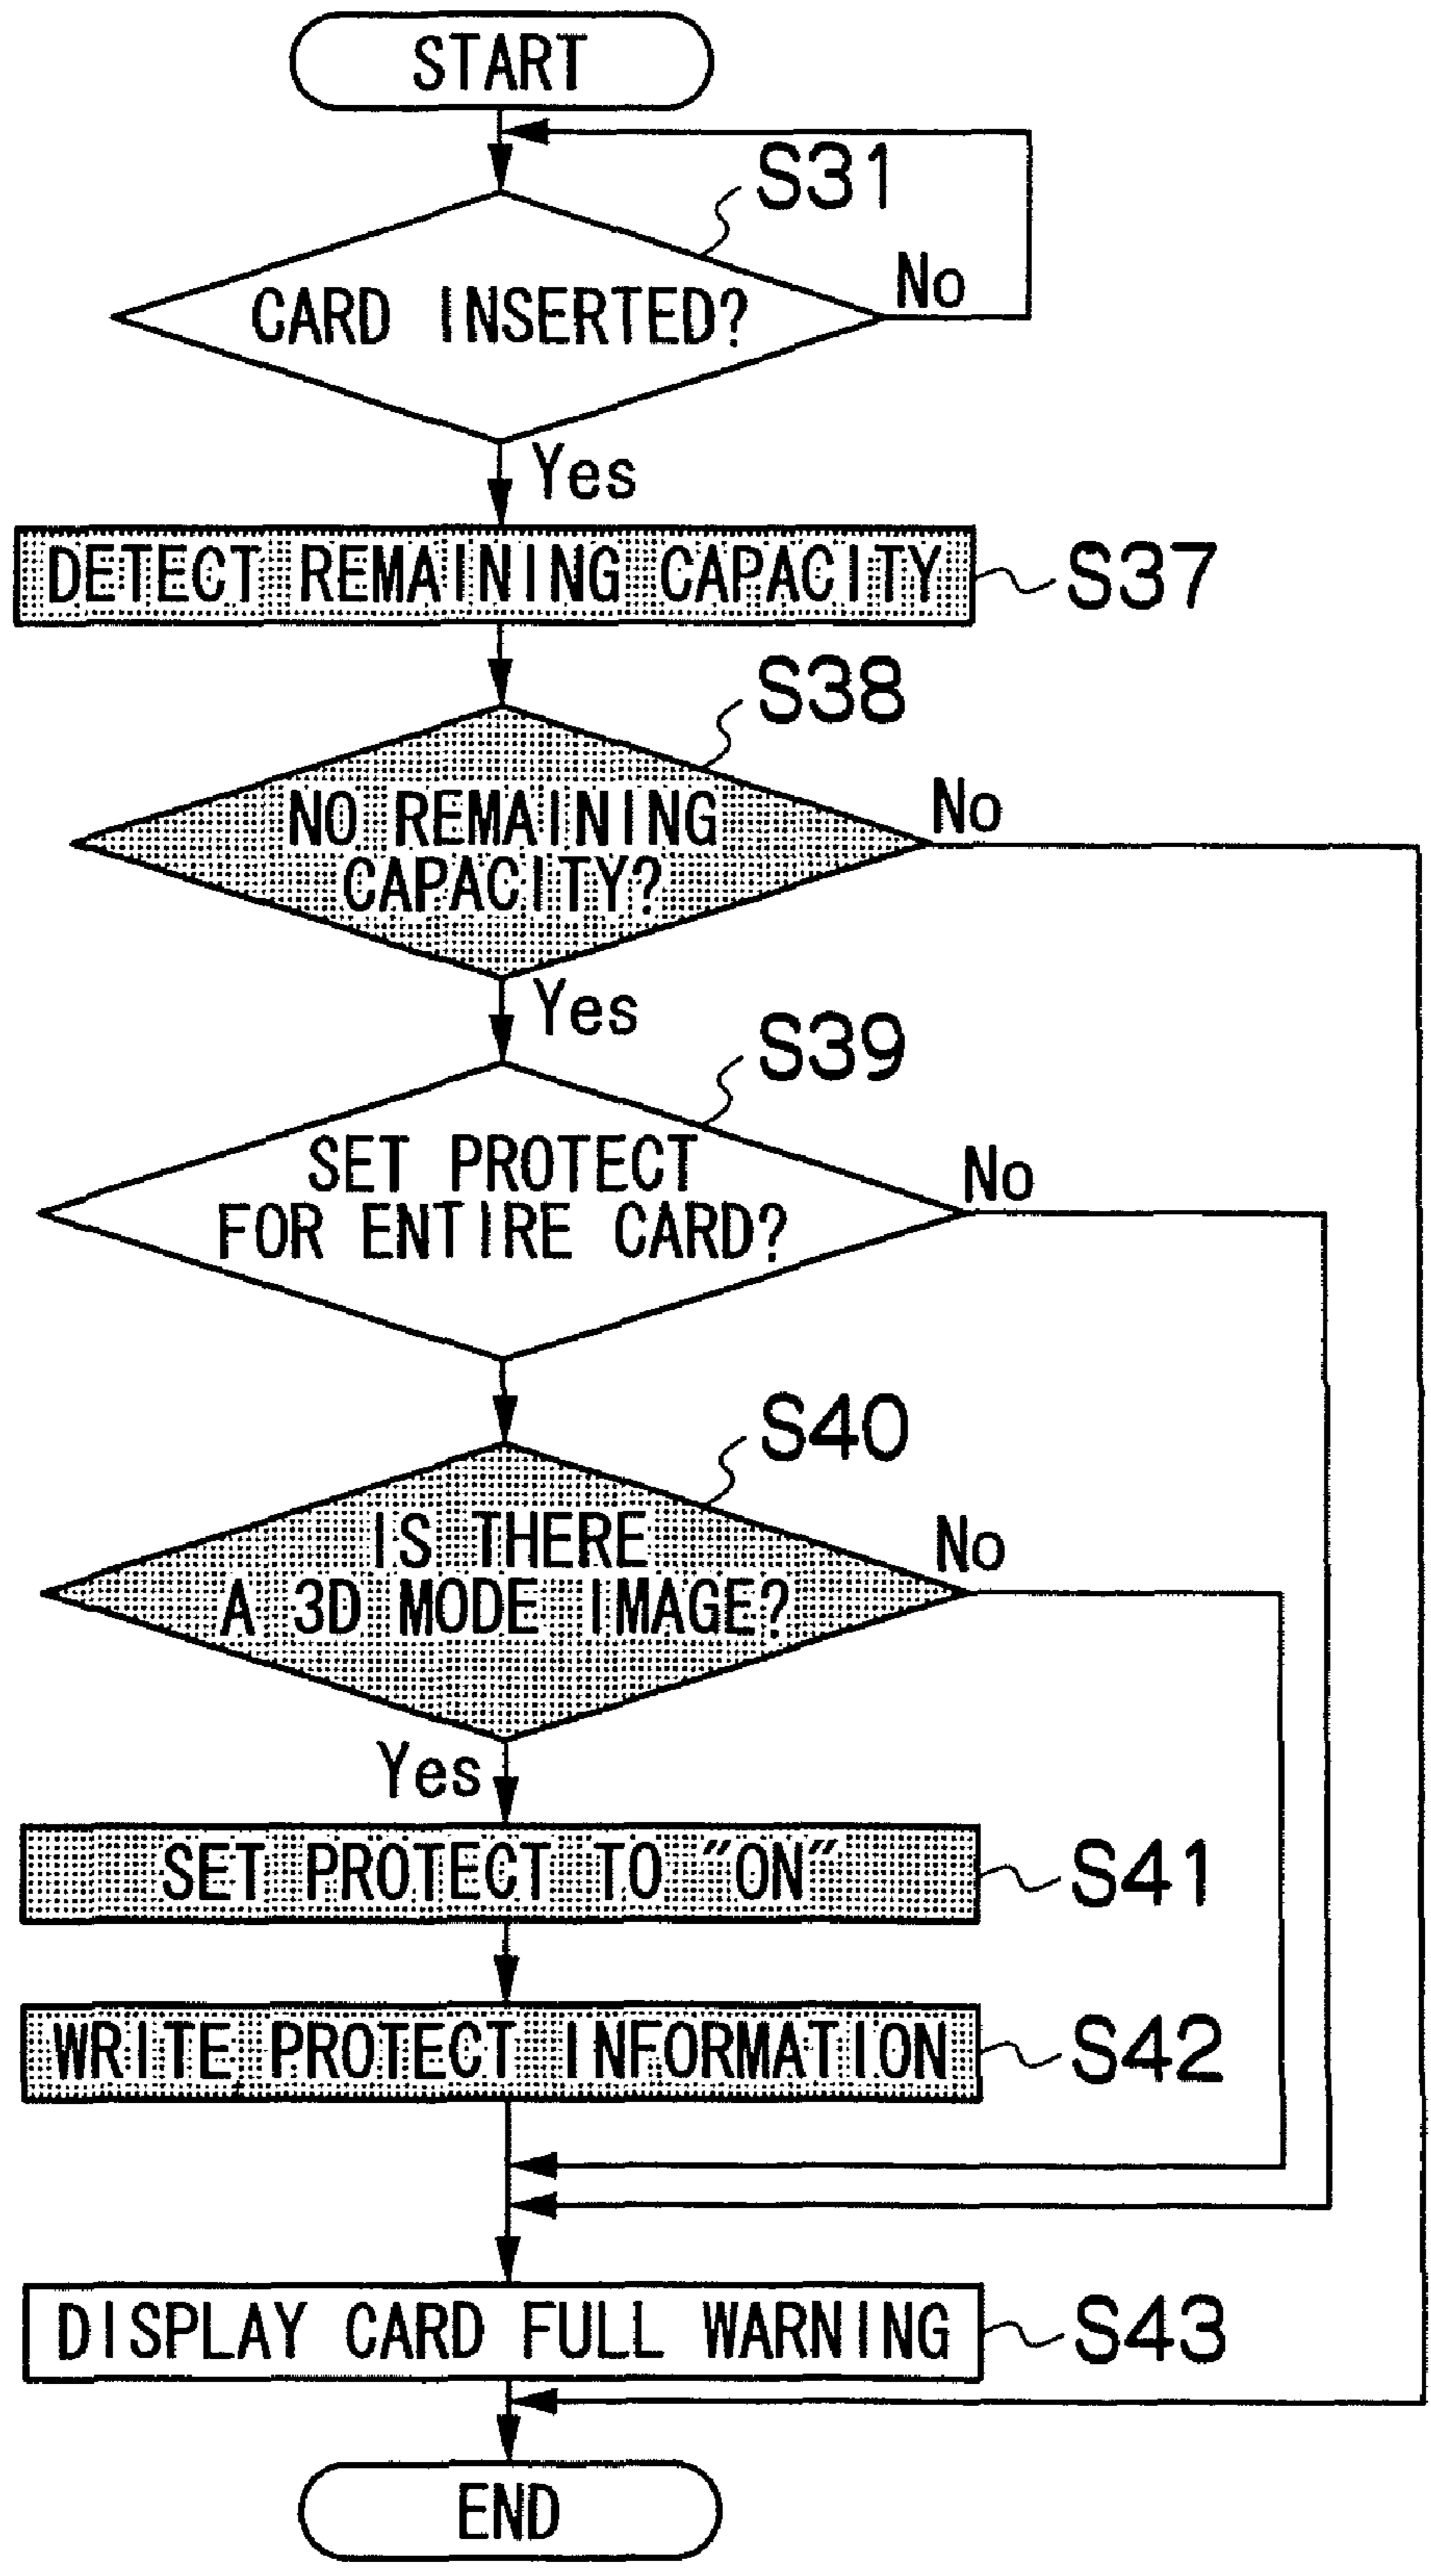 START
S31
CARD INSERTED?
No
Yes
DETECT REMAINING CAPACITY
S37
S38
NO REMAINING
CAPACITY?
No
Yes
S39
SET PROTECT
FOR ENTIRE CARD?
No
S40
IS THERE
A 3D MODE IMAGE?
No
Yes
SET PROTECT TO "ON"
S41
WRITE PROTECT INFORMATION
S42
DISPLAY CARD FULL WARNING
S43
END